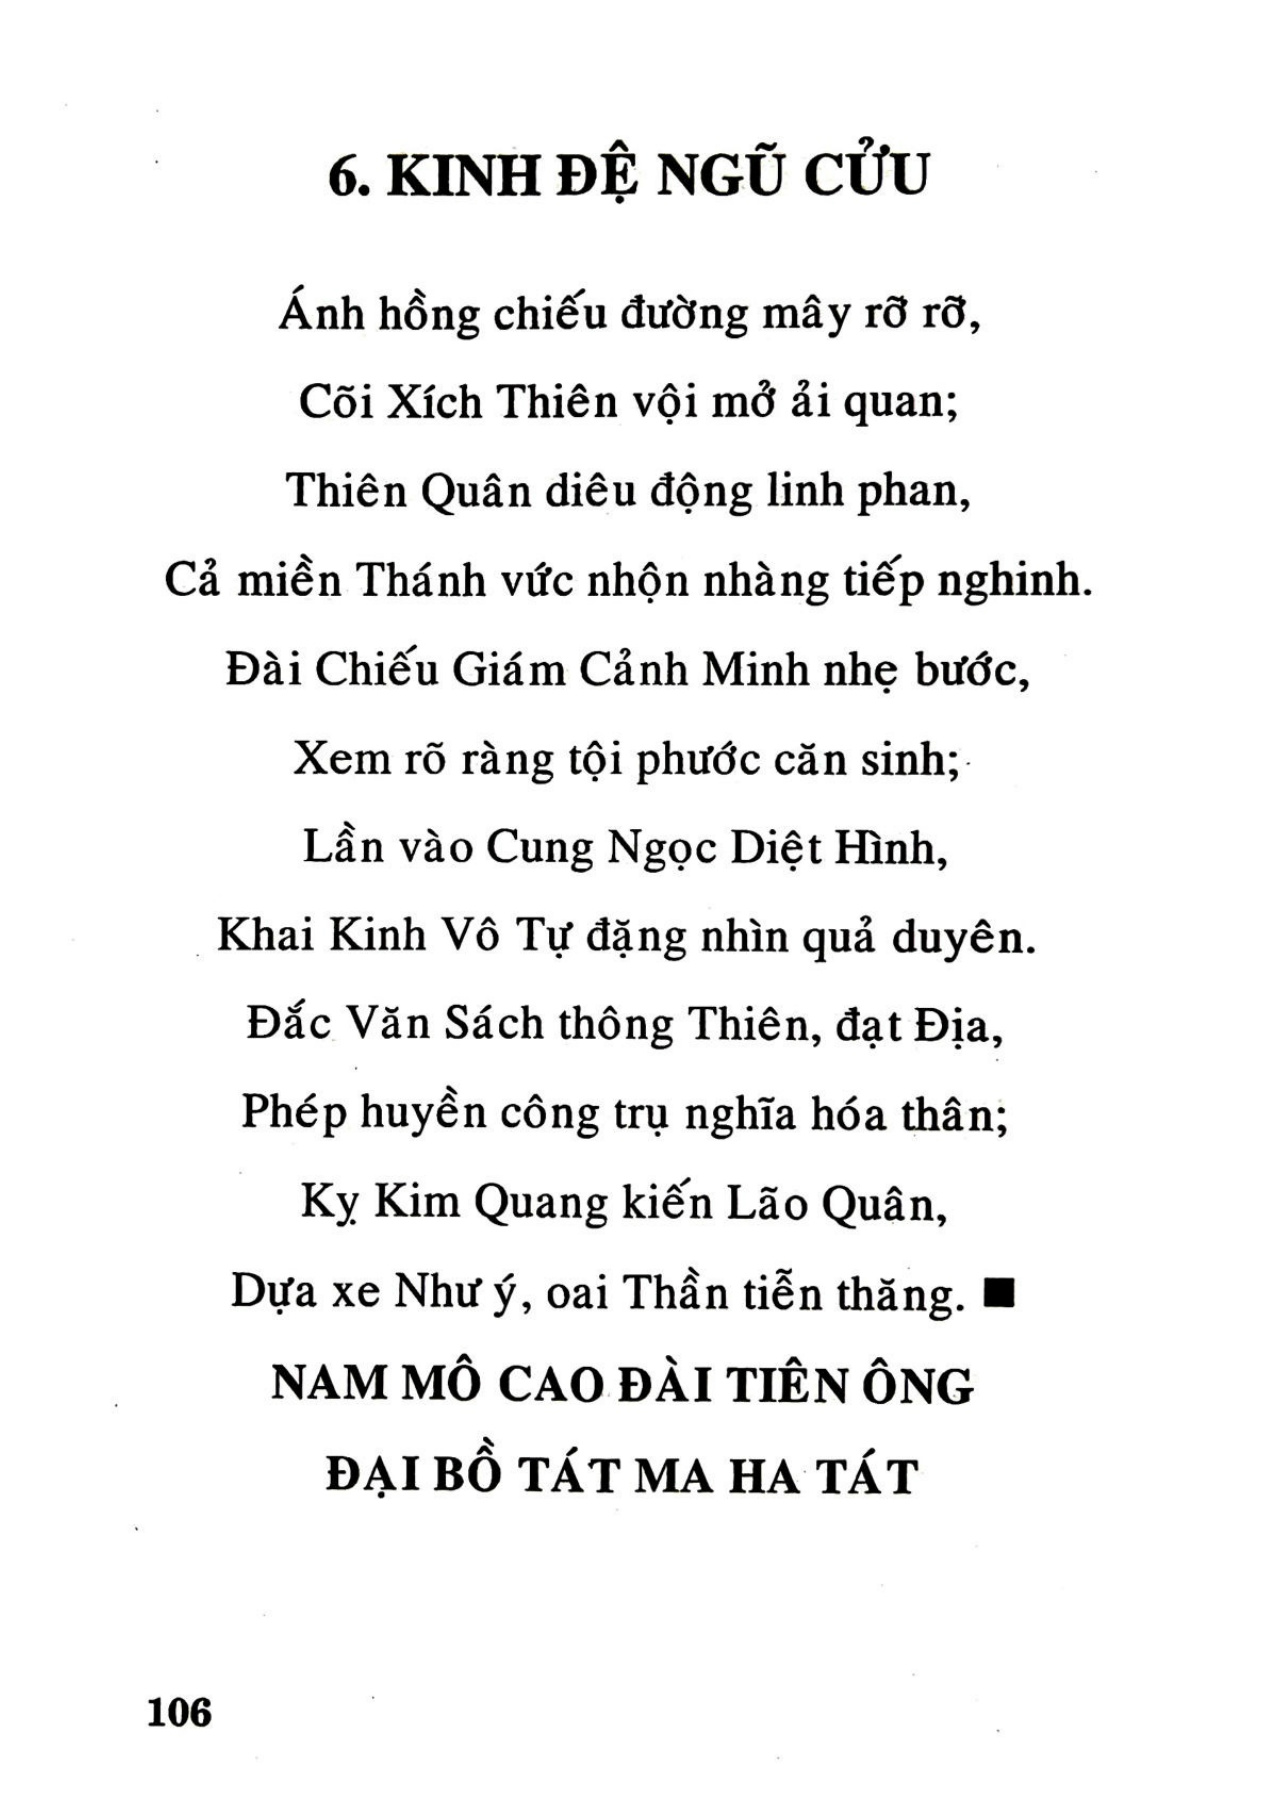 6. KINH ĐỆ NGŨ CỬU
Ánh hồng chiếu đường mây rỡ rỡ,
Cõi Xích Thiên vội mở ải quan;
Thiên Quân diêu động linh phan,
Cả miền Thánh vức nhộn nhàng tiếp nghinh.
Đài Chiếu Giám Cảnh Minh nhẹ bước,
Xem rõ ràng tội phước căn sinh;
Lần vào Cung Ngọc Diệt Hình,
Khai Kinh Vô Tự đặng nhìn quả duyên.
Đắc Văn Sách thông Thiên, đạt Địa,
Phép huyền công trụ nghĩa hóa thân;
Kỵ Kim Quang kiến Lão Quân,
Dựa xe Như ý, oai Thần tiễn thăng. ■
NAM MÔ CAO ĐÀI TIÊN ÔNG
ĐẠI BỒ TÁT MA HA TÁT
106